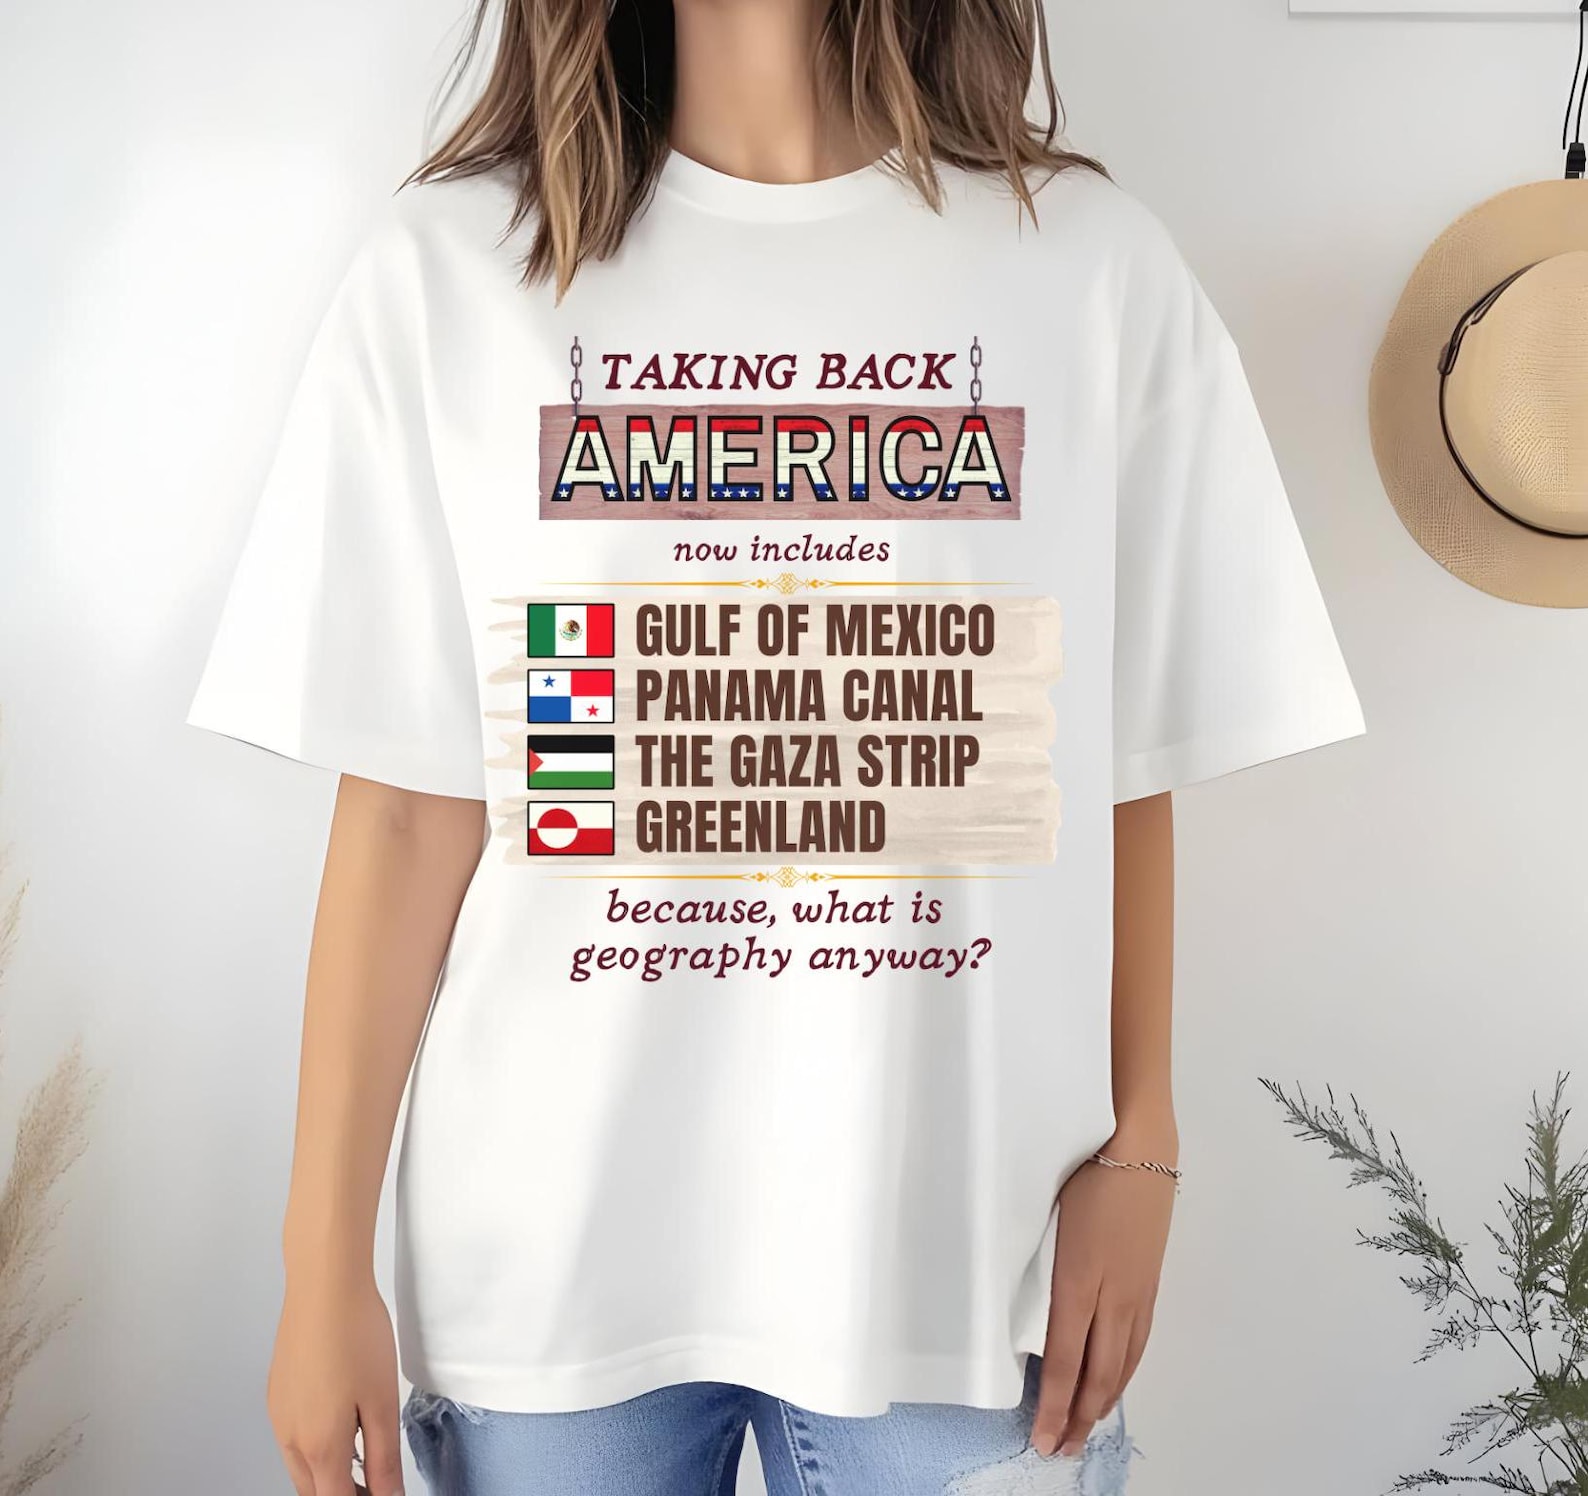 TAKING BACK
AMERICA
now includes
GULF OF MEXICO
PANAMA CANAL
THE GAZA STRIP
GREENLAND
because, what is
geography anyway?